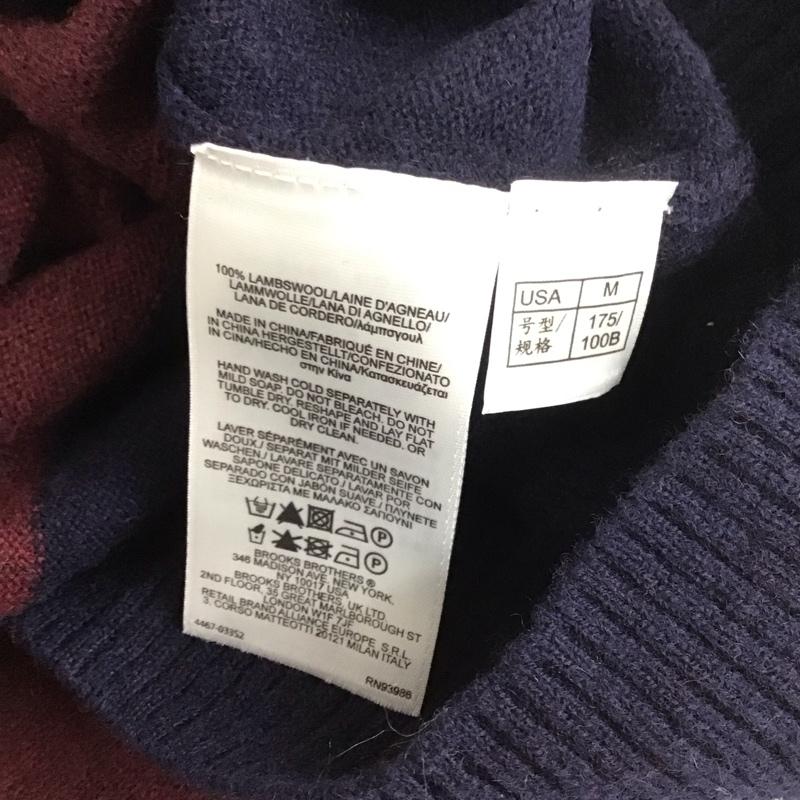 100% LAMBSWOOL/LAINE D'AGNEAU/
LAMMWOLLE/LANA DI AGNELLO/
LANA DE CORDERO/λάμπσγουλ
MADE IN CHINA/FABRIQUÉ EN CHINE/
IN CHINA HERGESTELLT/CONFEZIONATO
IN CINA/HECHO EN CHINA/Κατασκευάζεται
στην Κίνα
HAND WASH COLD SEPARATELY WITH
MILD SOAP. DO NOT BLEACH. DO NOT
TUMBLE DRY. RESHAPE AND LAY FLAT
TO DRY. COOL IRON IF NEEDED. OR
DRY CLEAN.
LAVER SÉPARÉMENT AVEC UN SAVON
DOUX./ SEPARAT MIT MILDER SEIFE
WASCHEN./ LAVARE SEPARATAMENTE CON
SAPONE DELICATO./ LAVAR POR
SEPARADO CON JABÓN SUAVE./ ΠΛΥΝΕΤΕ
ΞΕΧΩΡΙΣΤΑ ΜΕ ΜΑΛΑΚΟ ΣΑΠΟΥΝΙ
P
P
BROOKS BROTHERS ®
346 MADISON AVE. NEW YORK.
NY 10017 USA
BROOKS BROTHERS, UK LTD.
2ND FLOOR, 35 GREAT MARLBOROUGH ST
LONDON W1F 7JF
RETAIL BRAND ALLIANCE EUROPE S.R.L.
3. CORSO MATTEOTTI 20121 MILAN ITALY
4467-03352
RN93986
USA M
号型/ 175/
规格 100B